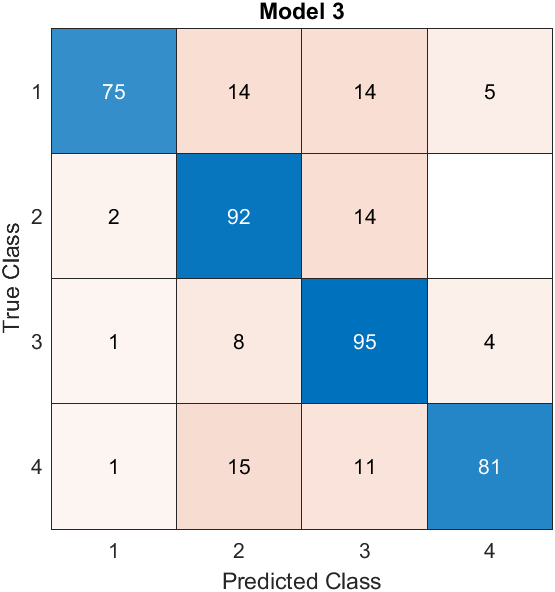 Model 3
True Class
1 75 14 14 5
2 2 92 14
3 1 8 95 4
4 1 15 11 81
1 2 3 4
Predicted Class